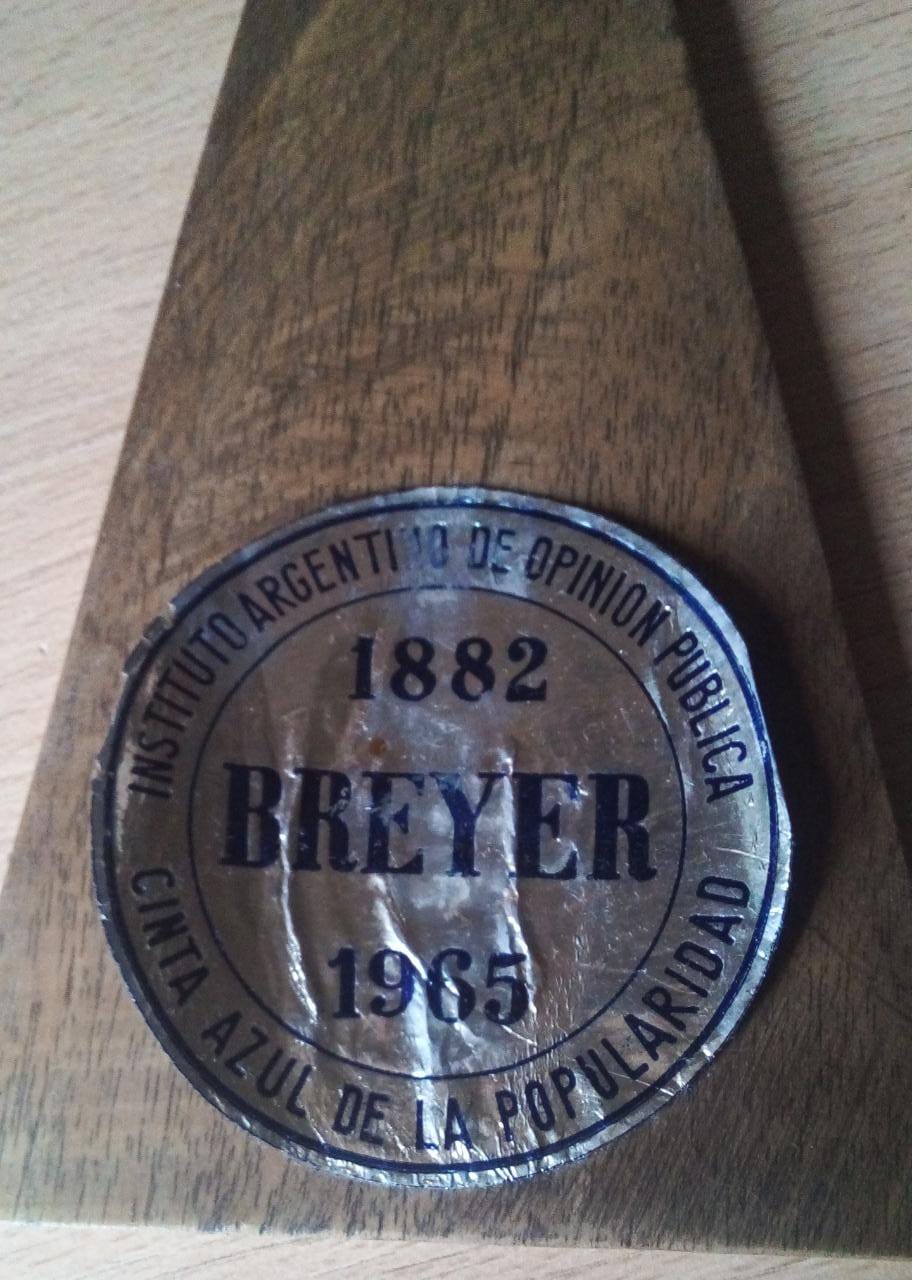 INSTITUTO ARGENTINO DE OPINION PUBLICA
1882
BREYER
1965
CINTA AZUL DE LA POPULARIDAD